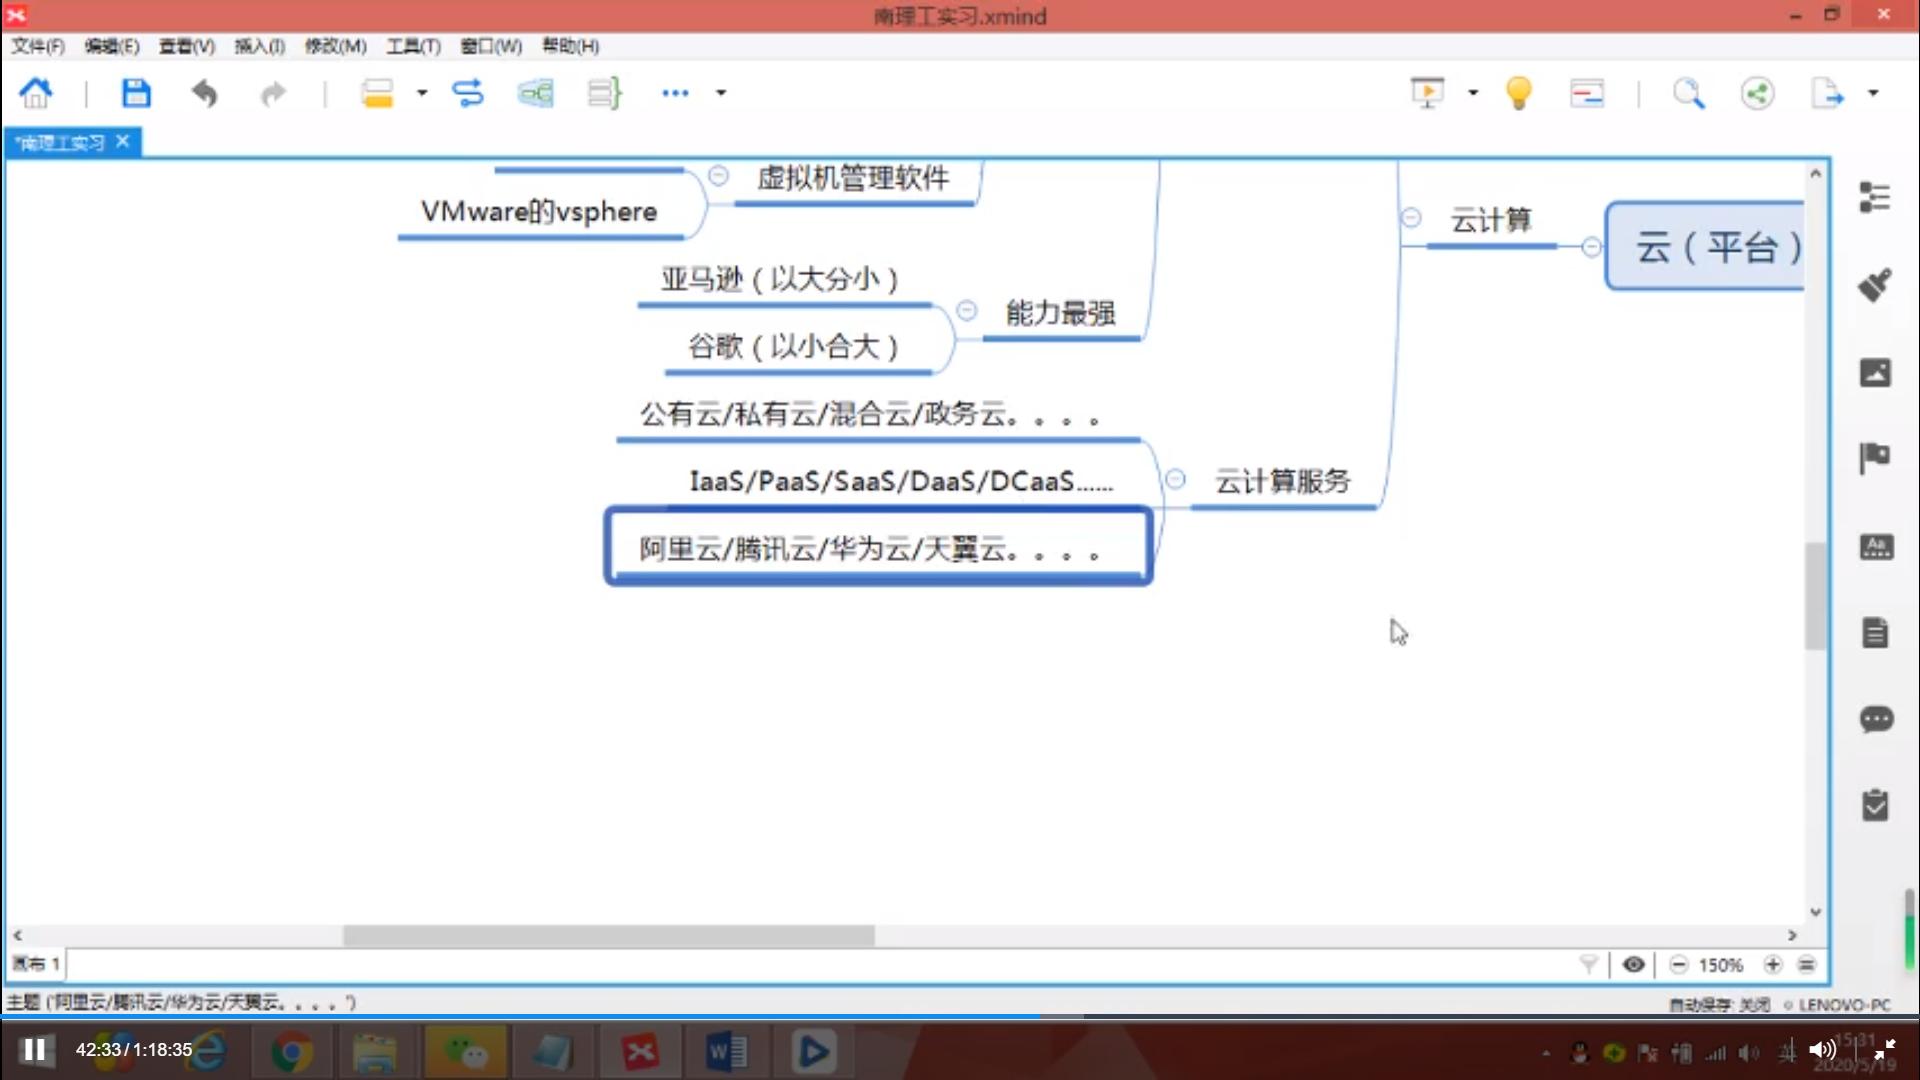 南理工实习.xmind
文件(F) 编辑(E) 查看(V) 插入(I) 修改(M) 工具(T) 窗口(W) 帮助(H)
*南理工实习
虚拟机管理软件
VMware的vsphere
云计算
云（平台）
亚马逊（以大分小）
能力最强
谷歌（以小合大）
公有云/私有云/混合云/政务云。。。。
IaaS/PaaS/SaaS/DaaS/DCaaS......
云计算服务
阿里云/腾讯云/华为云/天翼云。。。。
画布 1
150%
主题 ('阿里云/腾讯云/华为云/天翼云。。。。')
自动保存: 关闭
LENOVO-PC
42:33/1:18:35
英
15:31
2020/5/19